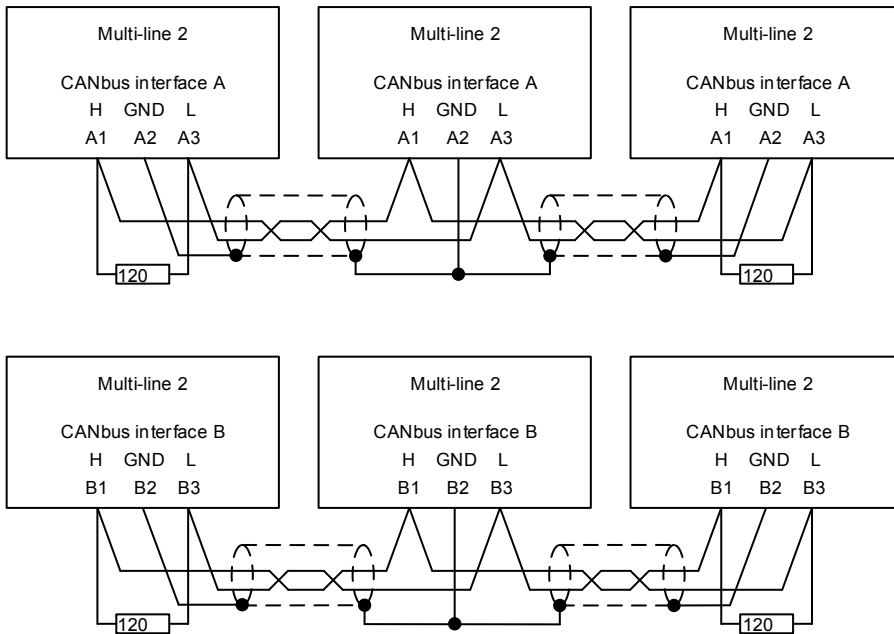 Multi-line 2 Multi-line 2 Multi-line 2
CANbus interface A CANbus interface A CANbus interface A
H GND L H GND L H GND L
A1 A2 A3 A1 A2 A3 A1 A2 A3
120 120
Multi-line 2 Multi-line 2 Multi-line 2
CANbus interface B CANbus interface B CANbus interface B
H GND L H GND L H GND L
B1 B2 B3 B1 B2 B3 B1 B2 B3
120 120